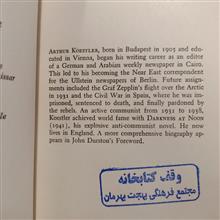 ARTHUR KOESTLER, born in Budapest in 1905 and edu-
cated in Vienna, began his writing career as an editor
of a German and Arabian weekly newspaper in Cairo.
This led to his becoming the Near East correspondent
for the Ullstein newspapers of Berlin. Future assign-
ments included the Graf Zeppelin's flight over the Arctic
in 1931 and the Civil War in Spain, where he was im-
prisoned, sentenced to death, and finally pardoned by
the rebels. An active communist from 1932 to 1938,
Koestler achieved world fame with DARKNESS AT NOON
(1941), his explosive anti-communist novel. He now
lives in England. A more comprehensive biography ap-
pears in John Durston's Foreword.
وقف کتابخانه
مجتمع فرهنگی بهجت بهرمان